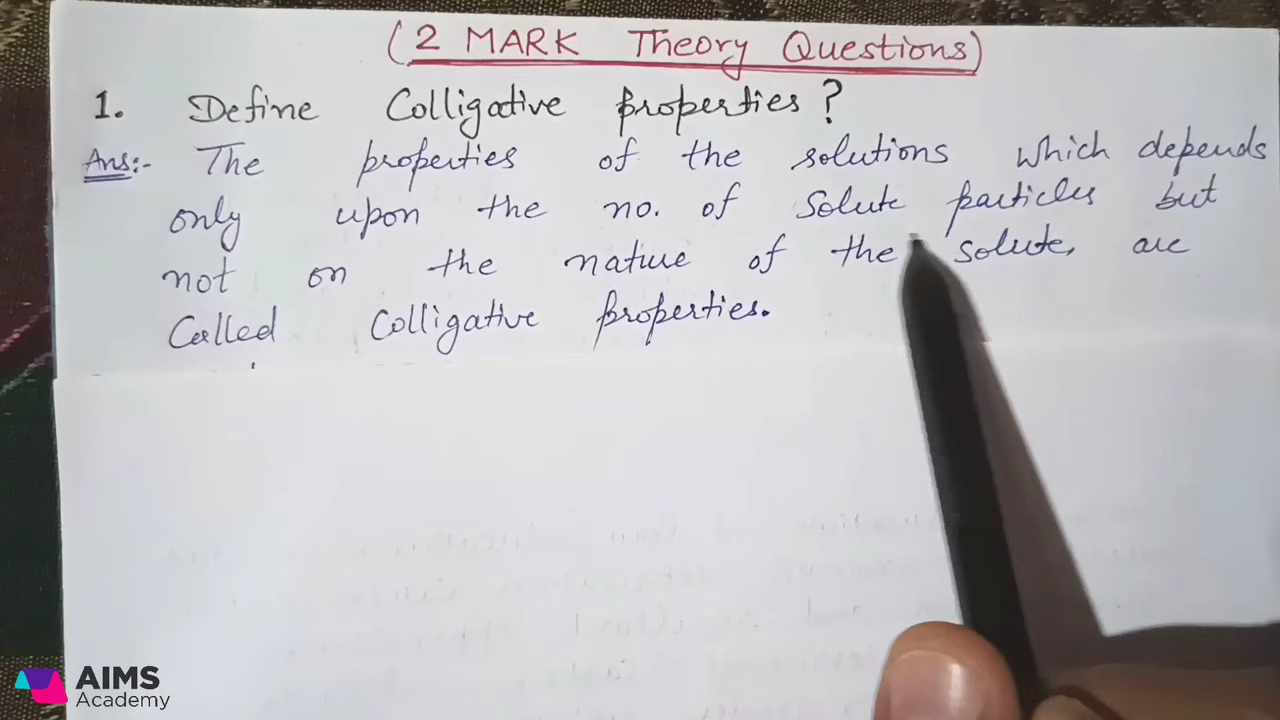 (2 MARK Theory Questions)
1. Define Colligative properties?
Ans:- The properties of the solutions which depends
only upon the no. of Solute particles but
not on the nature of the solute, are
Called Colligative properties.
AIMS
Academy